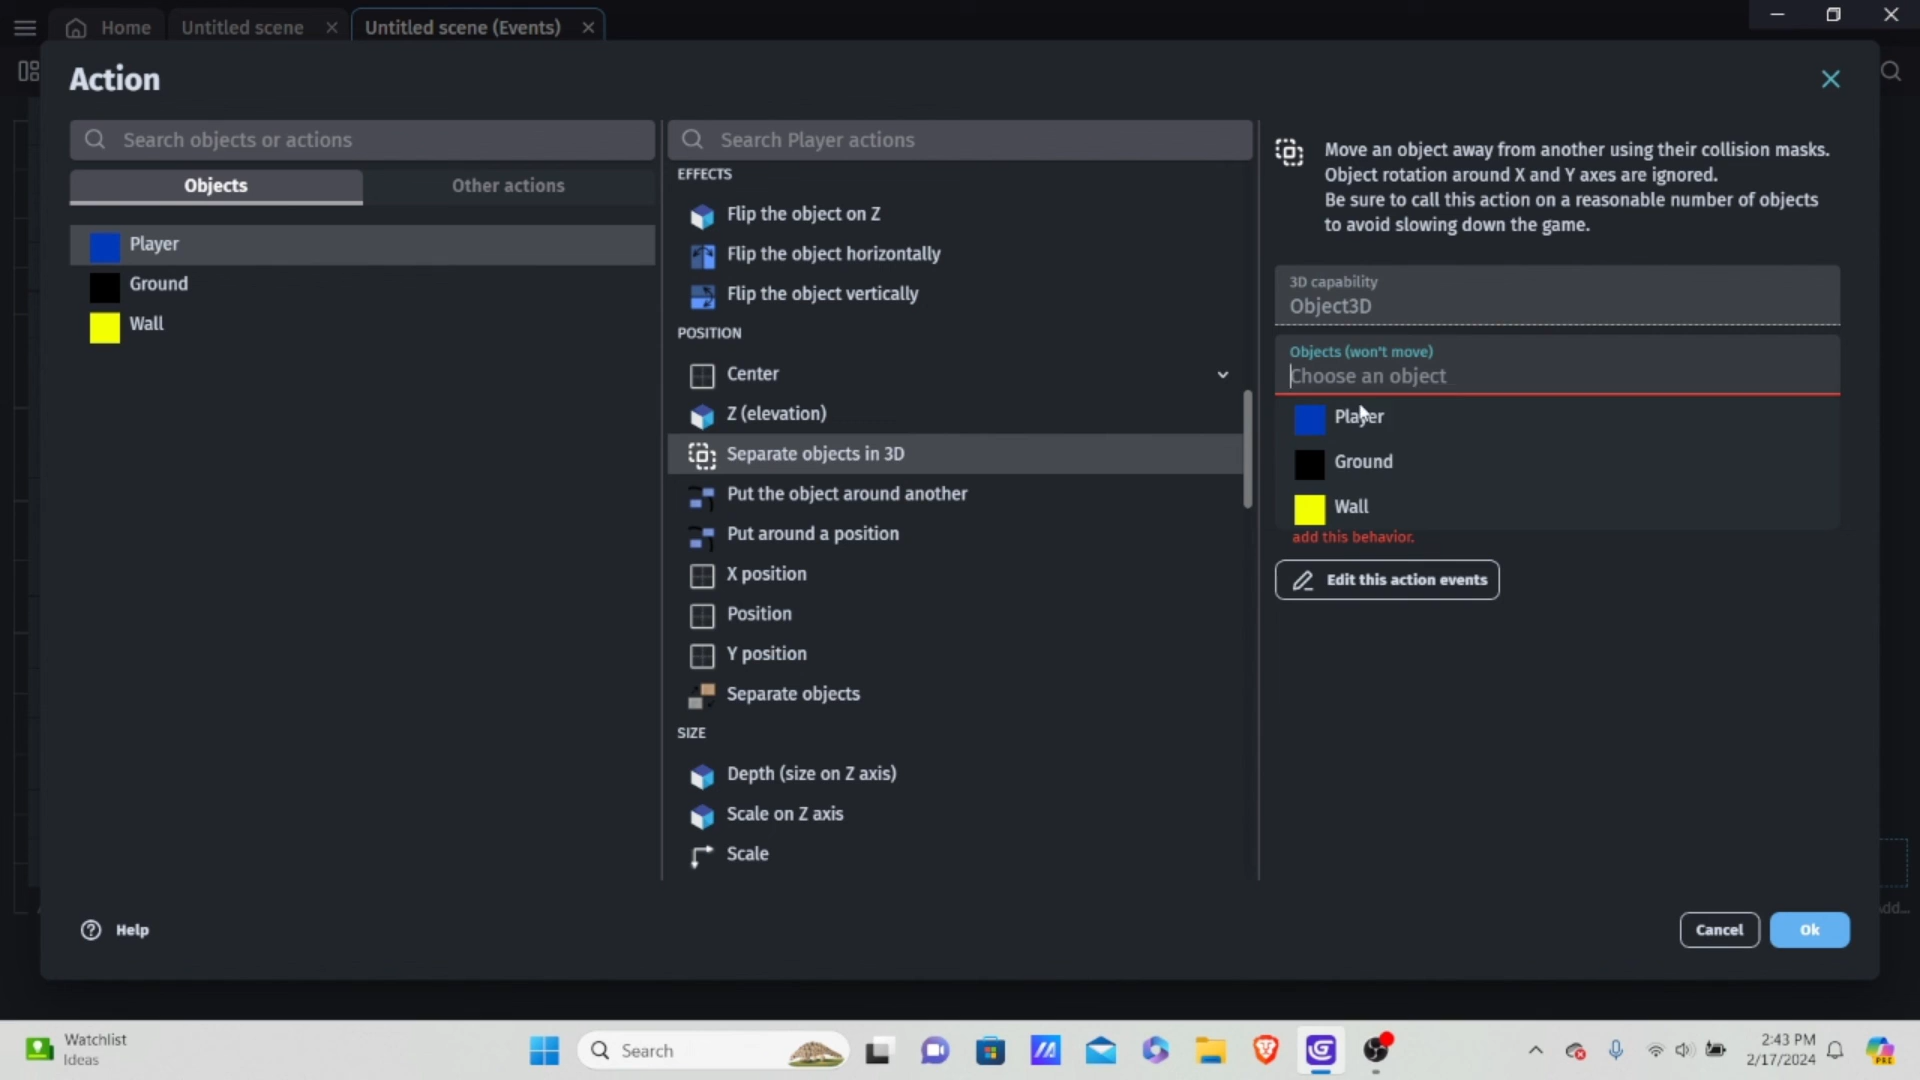 Home
Untitled scene
Untitled scene (Events)
Action
Search objects or actions
Objects
Other actions
Player
Ground
Wall
Search Player actions
EFFECTS
Flip the object on Z
Flip the object horizontally
Flip the object vertically
POSITION
Center
Z (elevation)
Separate objects in 3D
Put the object around another
Put around a position
X position
Position
Y position
Separate objects
SIZE
Depth (size on Z axis)
Scale on Z axis
Scale
Move an object away from another using their collision masks.
Object rotation around X and Y axes are ignored.
Be sure to call this action on a reasonable number of objects
to avoid slowing down the game.
3D capability
Object3D
Objects (won't move)
Choose an object
Player
Ground
Wall
add this behavior.
Edit this action events
Help
Cancel
Ok
Add...
Watchlist
Ideas
Search
2:43 PM
2/17/2024
PRE